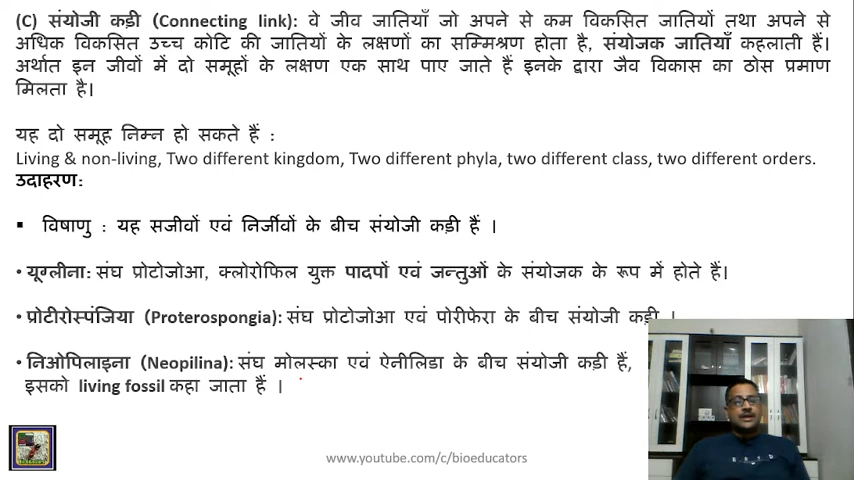 (C) संयोजी कड़ी (Connecting link): वे जीव जातियाँ जो अपने से कम विकसित जातियों तथा अपने से
अधिक विकसित उच्च कोटि की जातियों के लक्षणों का सम्मिश्रण होता है, संयोजक जातियाँ कहलाती हैं।
अर्थात इन जीवों में दो समूहों के लक्षण एक साथ पाए जाते हैं इनके द्वारा जैव विकास का ठोस प्रमाण
मिलता है।
यह दो समूह निम्न हो सकते हैं :
Living & non-living, Two different kingdom, Two different phyla, two different class, two different orders.
उदाहरण:
▪ विषाणु : यह सजीवों एवं निर्जीवों के बीच संयोजी कड़ी हैं ।
• यूग्लीना: संघ प्रोटोजोआ, क्लोरोफिल युक्त पादपों एवं जन्तुओं के संयोजक के रूप में होते हैं।
• प्रोटीरोस्पंजिया (Proterospongia): संघ प्रोटोजोआ एवं पोरीफेरा के बीच संयोजी कड़ी ।
• निओपिलाइना (Neopilina): संघ मोलस्का एवं ऐनीलिडा के बीच संयोजी कड़ी हैं,
इसको living fossil कहा जाता हैं ।
www.youtube.com/c/bioeducators